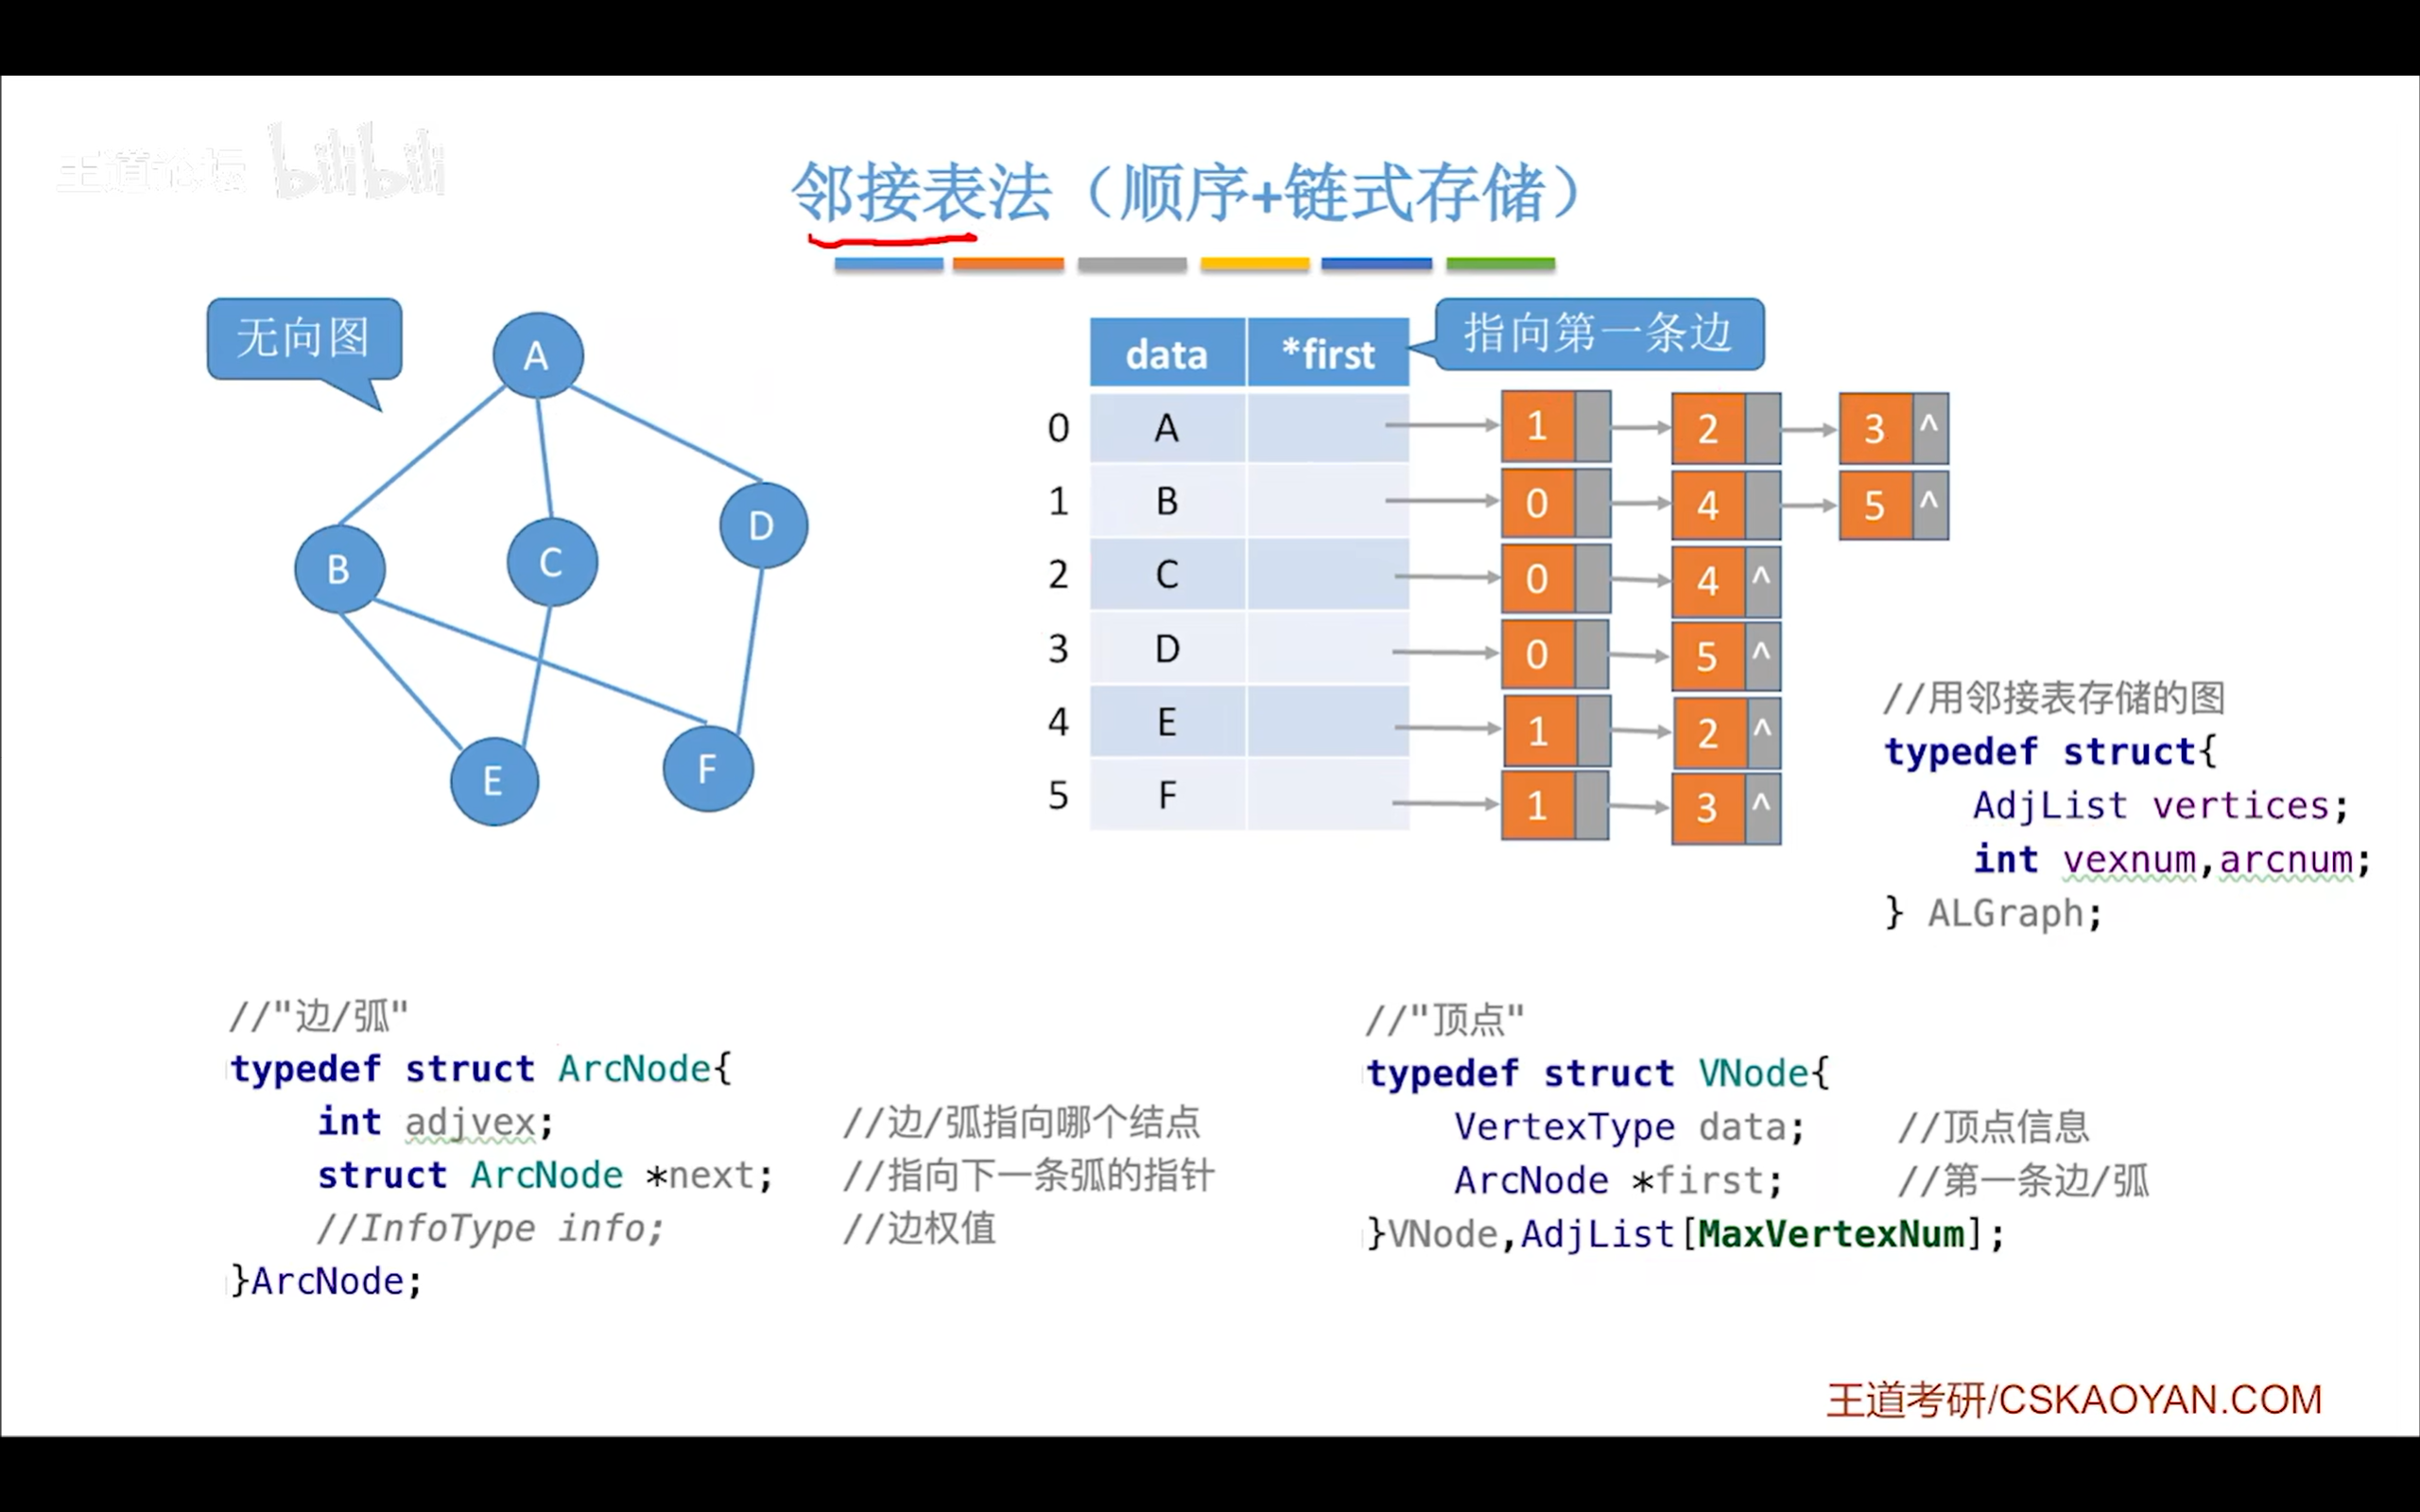 王道论坛 bilibili
邻接表法（顺序+链式存储）
无向图
A
B
C
D
E
F
指向第一条边
data *first
0 A 1 2 3 ^
1 B 0 4 5 ^
2 C 0 4 ^
3 D 0 5 ^
4 E 1 2 ^
5 F 1 3 ^
//用邻接表存储的图
typedef struct{
AdjList vertices;
int vexnum,arcnum;
} ALGraph;
//"边/弧"
typedef struct ArcNode{
int adjvex; //边/弧指向哪个结点
struct ArcNode *next; //指向下一条弧的指针
//InfoType info; //边权值
}ArcNode;
//"顶点"
typedef struct VNode{
VertexType data; //顶点信息
ArcNode *first; //第一条边/弧
}VNode,AdjList[MaxVertexNum];
王道考研/CSKAOYAN.COM